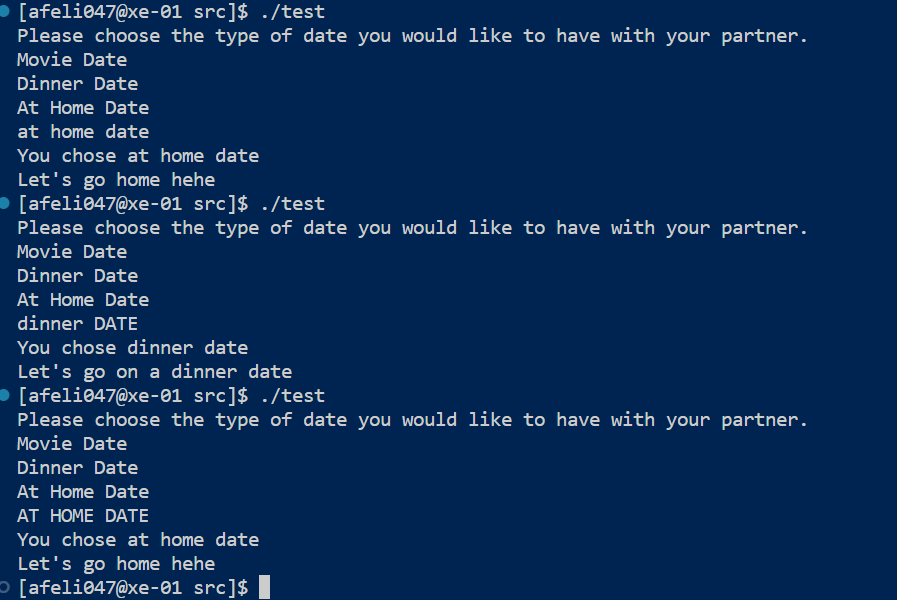 [afeli047@xe-01 src]$ ./test
Please choose the type of date you would like to have with your partner.
Movie Date
Dinner Date
At Home Date
at home date
You chose at home date
Let's go home hehe
[afeli047@xe-01 src]$ ./test
Please choose the type of date you would like to have with your partner.
Movie Date
Dinner Date
At Home Date
dinner DATE
You chose dinner date
Let's go on a dinner date
[afeli047@xe-01 src]$ ./test
Please choose the type of date you would like to have with your partner.
Movie Date
Dinner Date
At Home Date
AT HOME DATE
You chose at home date
Let's go home hehe
[afeli047@xe-01 src]$